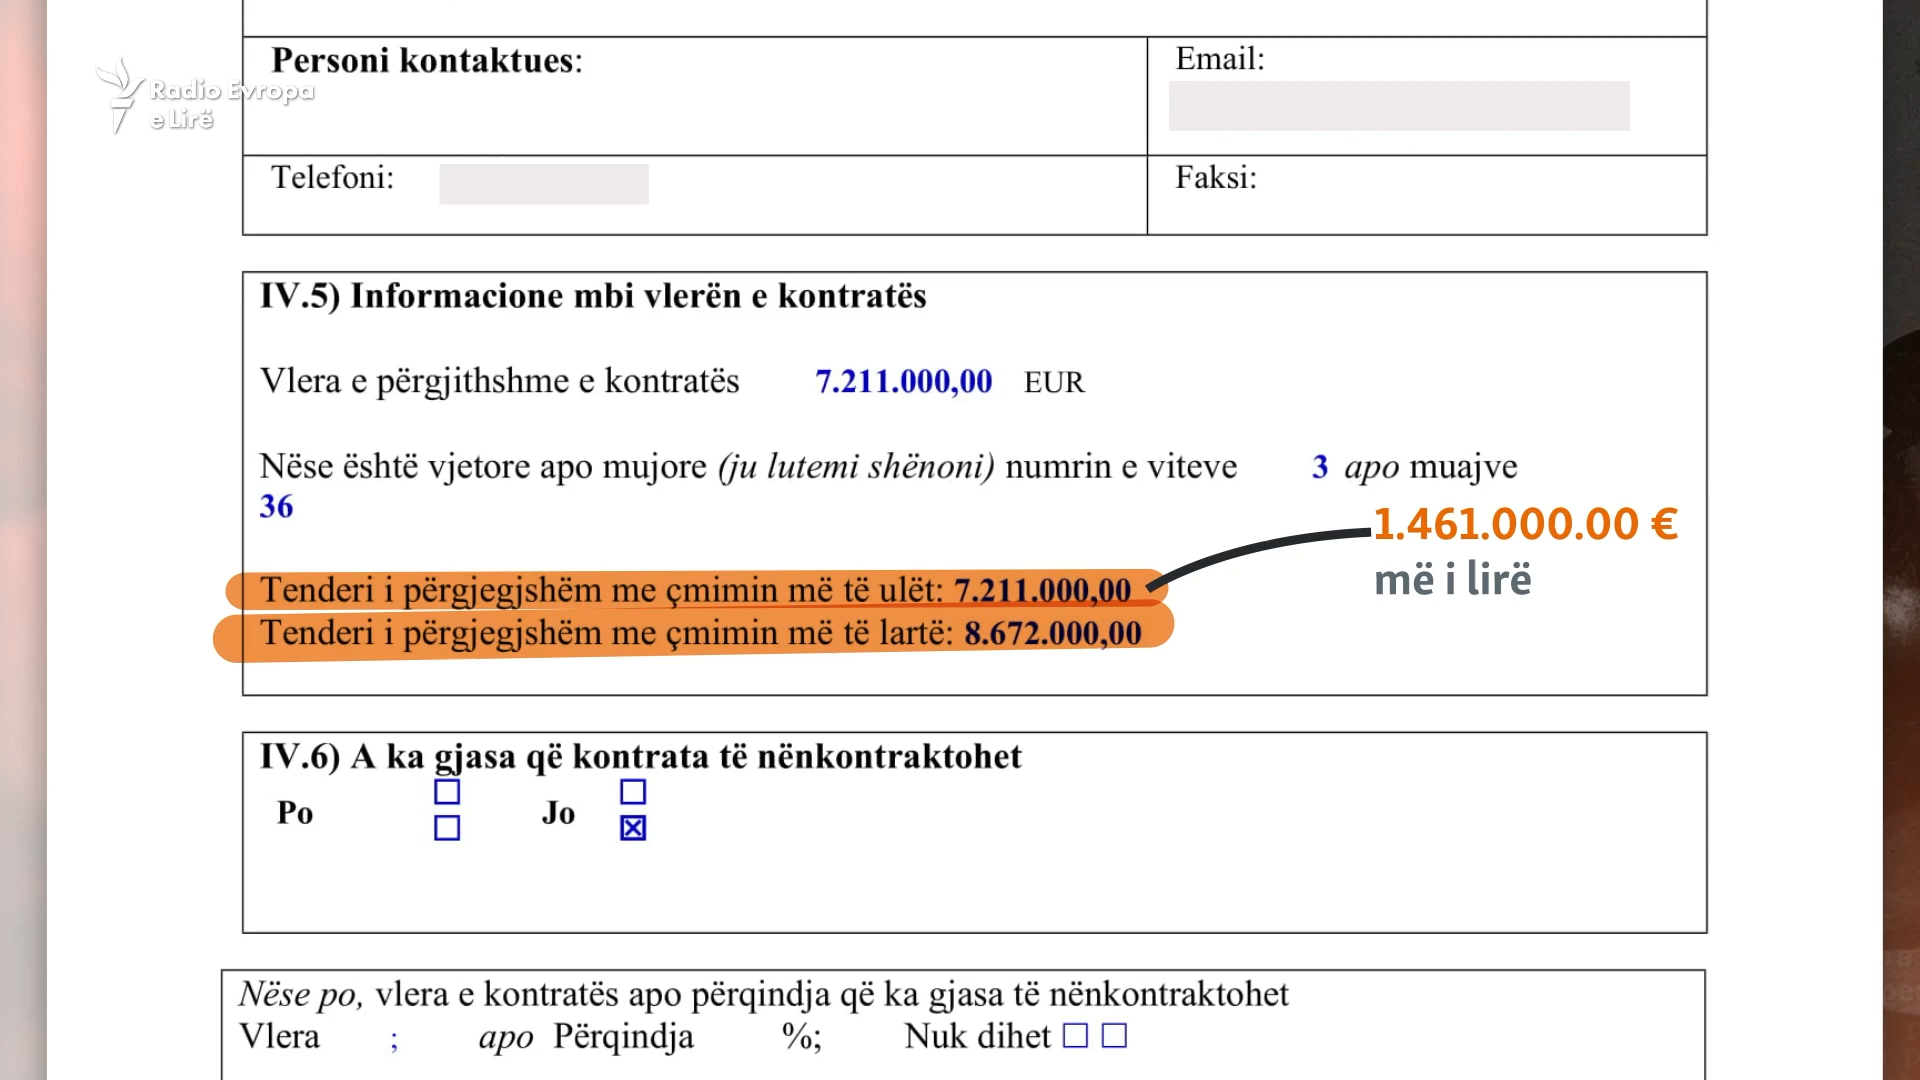 Radio Evropa
e Lirë
Personi kontaktues:
Email:
Telefoni:
Faksi:
IV.5) Informacione mbi vlerën e kontratës
Vlera e përgjithshme e kontratës 7.211.000,00 EUR
Nëse është vjetore apo mujore (ju lutemi shënoni) numrin e viteve 3 apo muajve
36
1.461.000.00 €
më i lirë
Tenderi i përgjegjshëm me çmimin më të ulët: 7.211.000,00
Tenderi i përgjegjshëm me çmimin më të lartë: 8.672.000,00
IV.6) A ka gjasa që kontrata të nënkontraktohet
Po ☐ Jo ☐
☐ ☒
Nëse po, vlera e kontratës apo përqindja që ka gjasa të nënkontraktohet
Vlera ; apo Përqindja %; Nuk dihet ☐ ☐